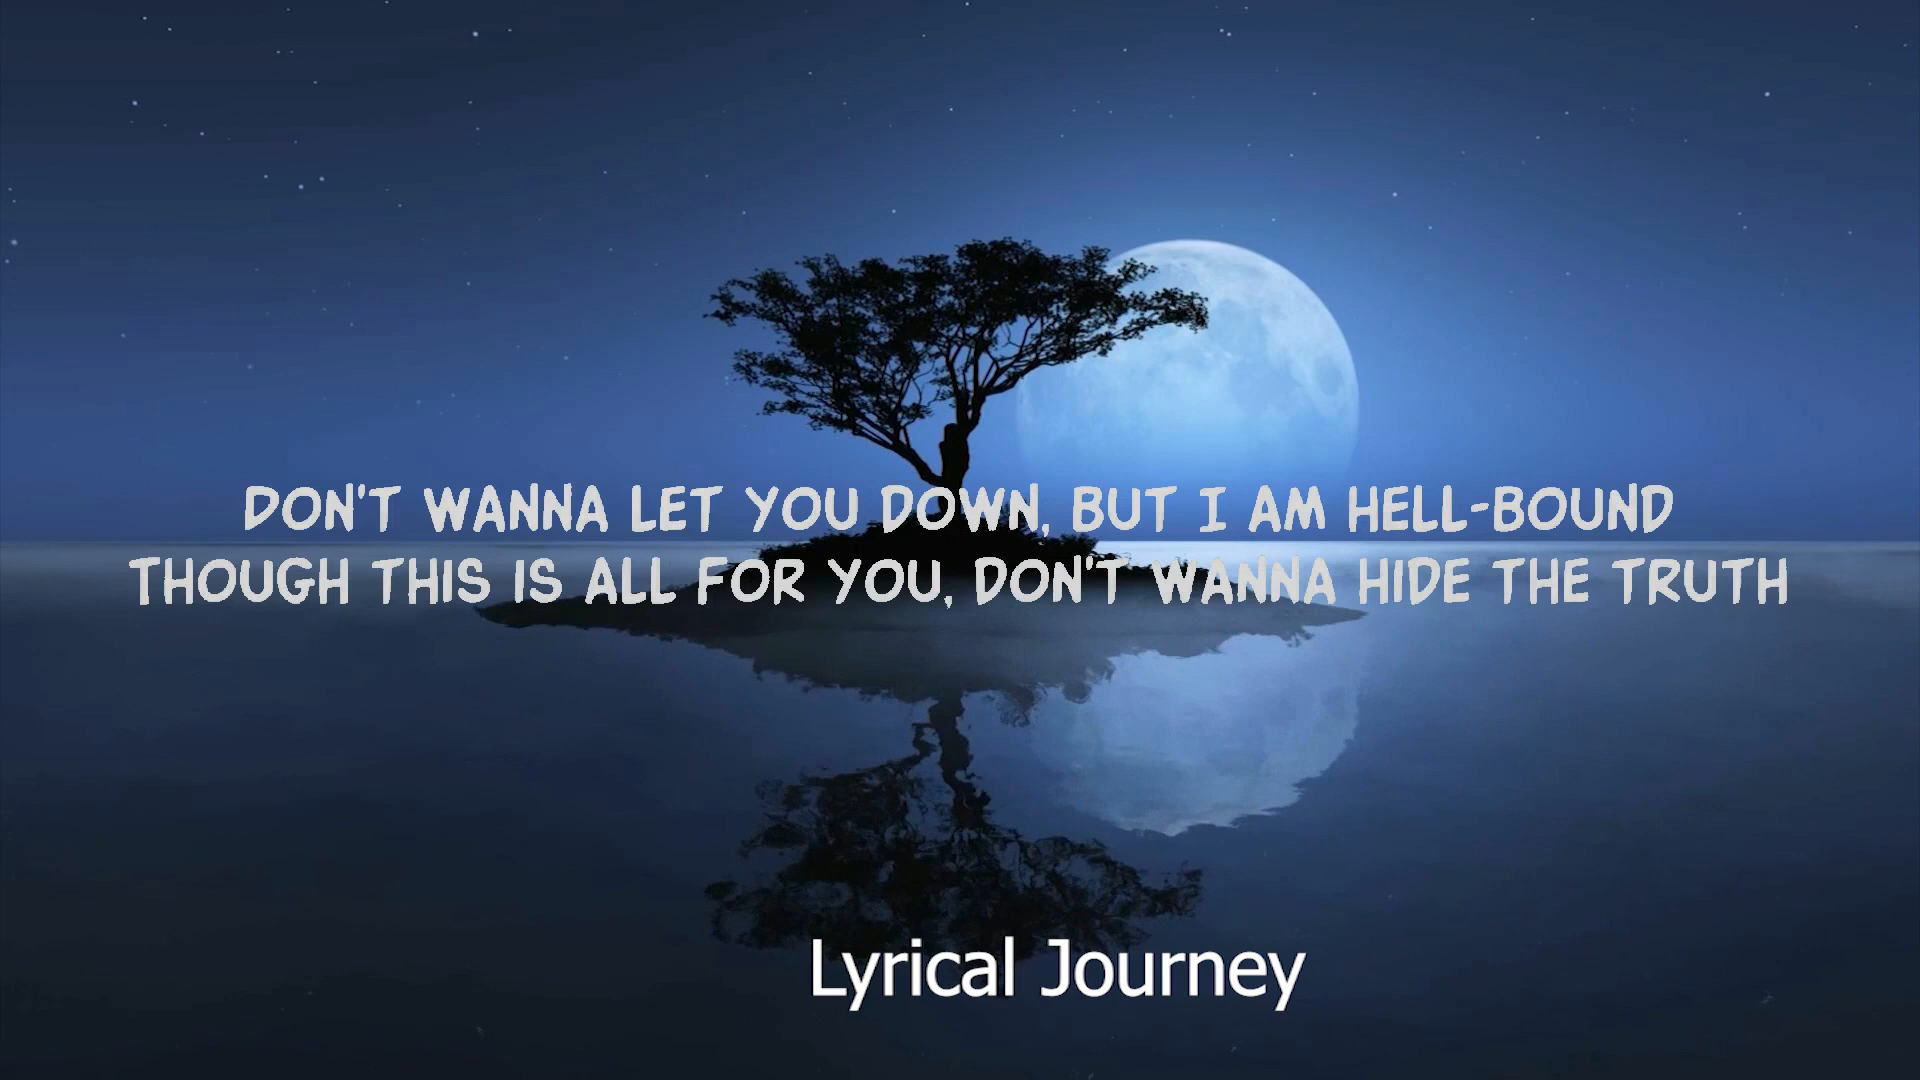 DON'T WANNA LET YOU DOWN, BUT I AM HELL-BOUND
THOUGH THIS IS ALL FOR YOU, DON'T WANNA HIDE THE TRUTH
Lyrical Journey